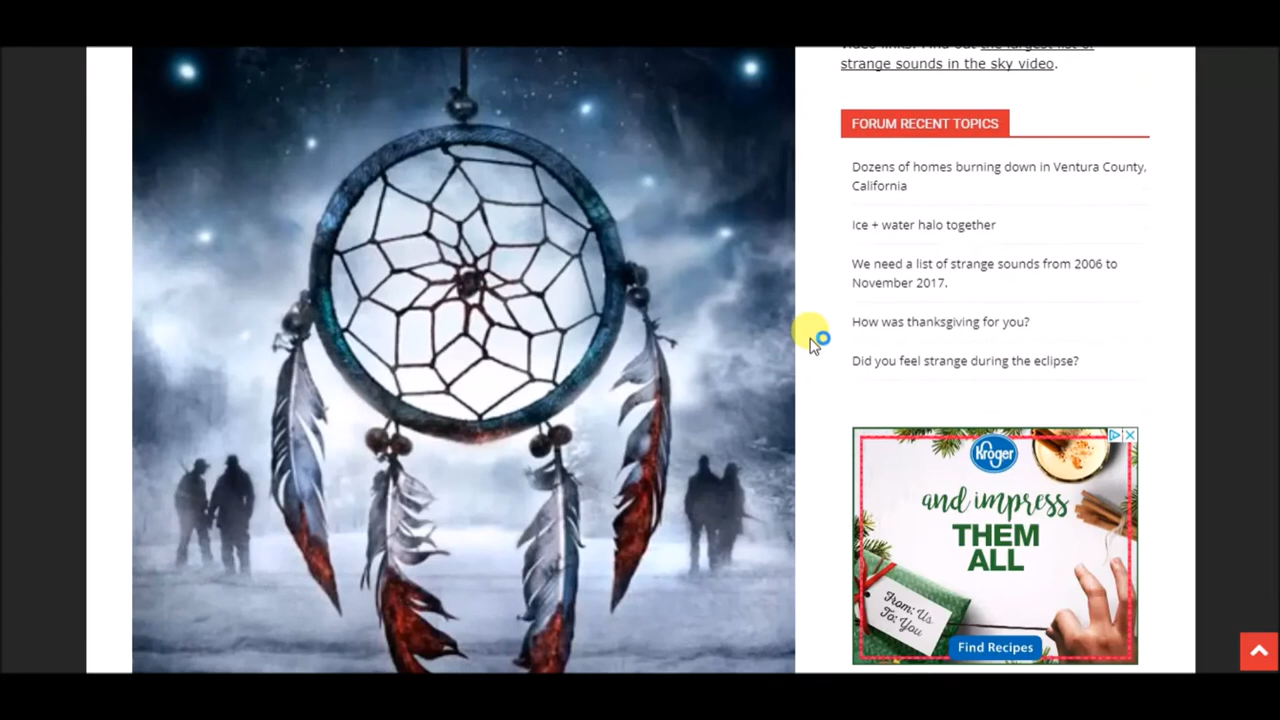 strange sounds in the sky video.
FORUM RECENT TOPICS
Dozens of homes burning down in Ventura County,
California
Ice + water halo together
We need a list of strange sounds from 2006 to
November 2017.
How was thanksgiving for you?
Did you feel strange during the eclipse?
Kroger
and impress
THEM
ALL
From: Us
To: You
Find Recipes